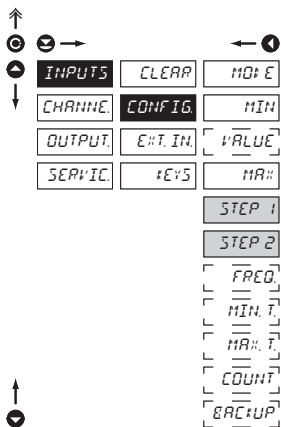 INPUTS CLEAR MODE
CHANNE. CONFIG. MIN
OUTPUT. EXT. IN. VALUE
SERVIC. KEYS MAX
STEP 1
STEP 2
FREQ.
MIN. T.
MAX. T.
COUNT
BACKUP